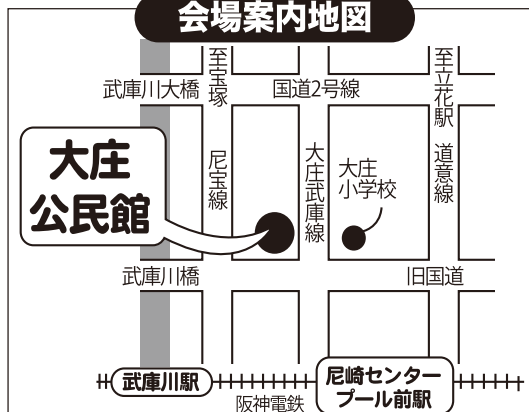 会場案内地図
至宝塚
至立花駅
武庫川大橋
国道2号線
大庄
公民館
尼宝線
大庄武庫線
大庄
小学校
道意線
武庫川橋
旧国道
武庫川駅
阪神電鉄
尼崎センター
プール前駅